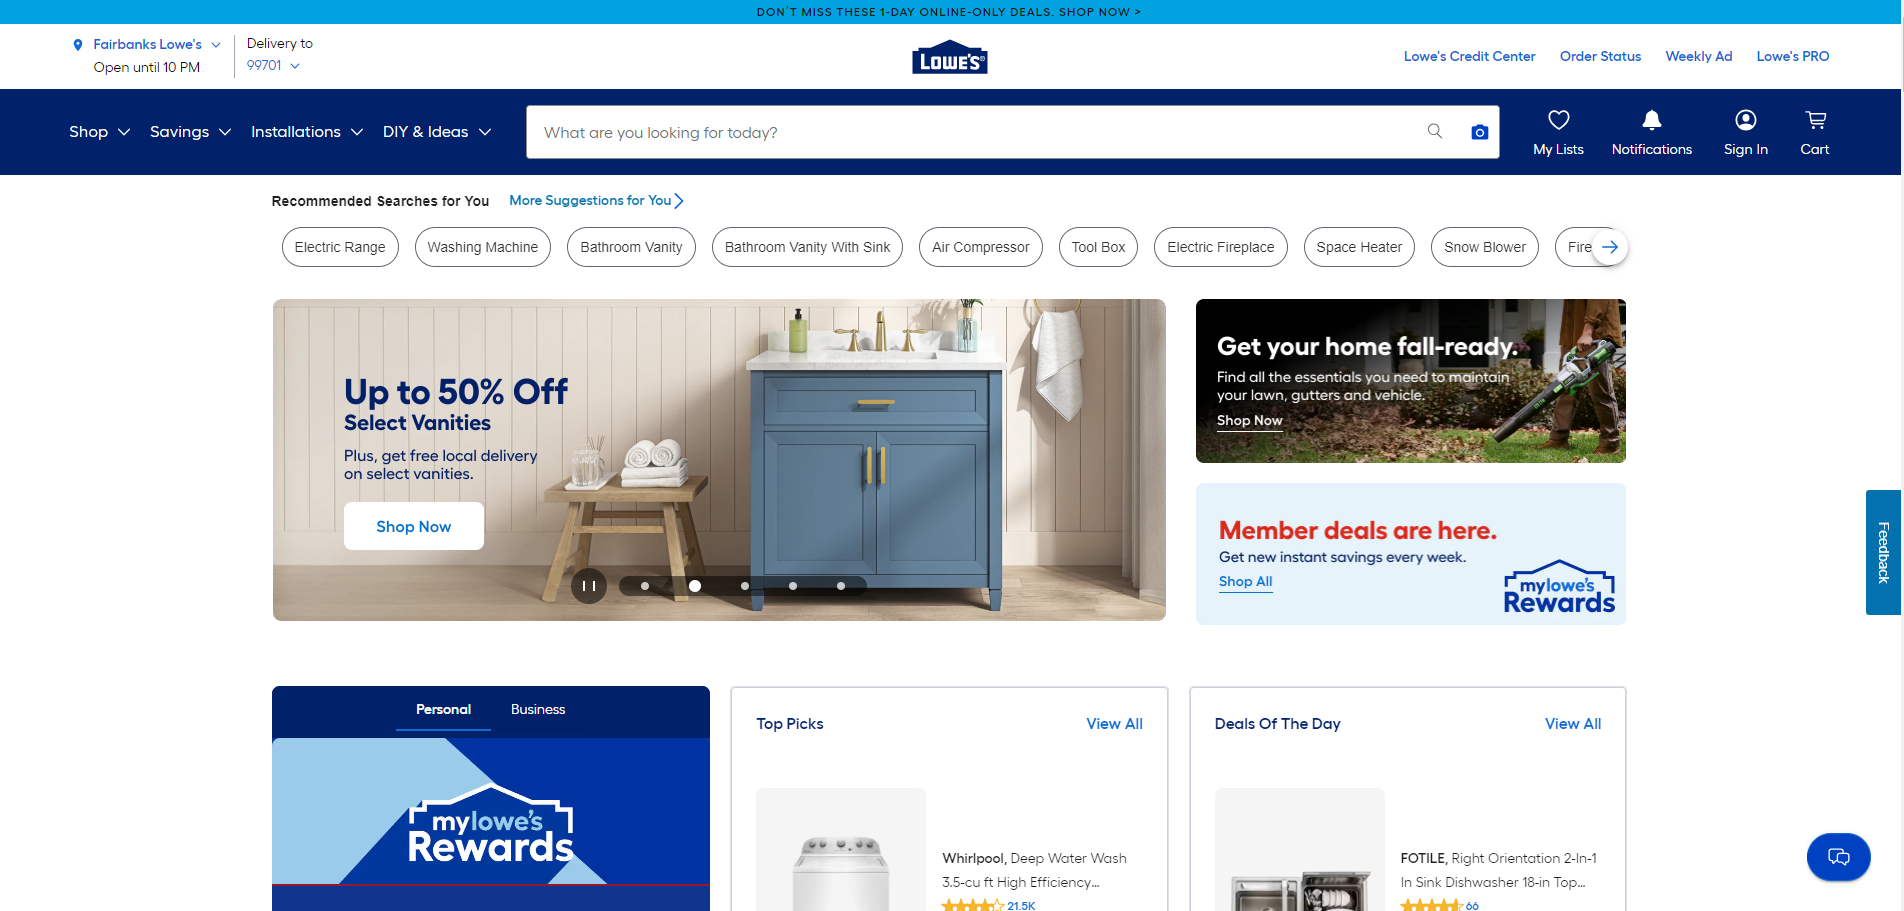 DON'T MISS THESE 1-DAY ONLINE-ONLY DEALS. SHOP NOW >
Fairbanks Lowe's
Open until 10 PM
Delivery to
99701
LOWE'S
Lowe's Credit Center
Order Status
Weekly Ad
Lowe's PRO
Shop
Savings
Installations
DIY & Ideas
What are you looking for today?
My Lists
Notifications
Sign In
Cart
Recommended Searches for You
More Suggestions for You
Electric Range
Washing Machine
Bathroom Vanity
Bathroom Vanity With Sink
Air Compressor
Tool Box
Electric Fireplace
Space Heater
Snow Blower
Fire
Up to 50% Off
Select Vanities
Plus, get free local delivery
on select vanities.
Shop Now
Get your home fall-ready.
Find all the essentials you need to maintain
your lawn, gutters and vehicle.
Shop Now
Member deals are here.
Get new instant savings every week.
Shop All
mylowe's
Rewards
Feedback
Personal
Business
mylowe's
Rewards
Top Picks
View All
Whirlpool, Deep Water Wash
3.5-cu ft High Efficiency...
21.5K
Deals Of The Day
View All
FOTILE, Right Orientation 2-In-1
In Sink Dishwasher 18-in Top...
66